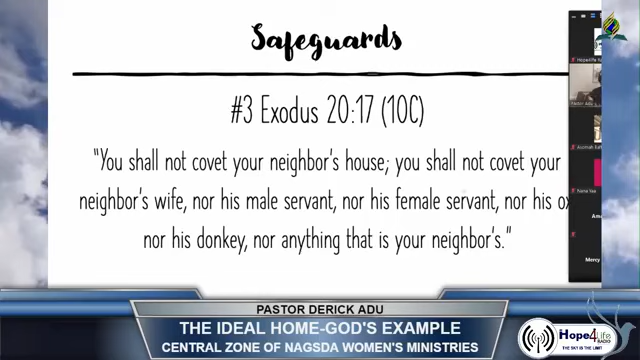 Safeguards
#3 Exodus 20:17 (10C)
"You shall not covet your neighbor's house; you shall not covet your
neighbor's wife, nor his male servant, nor his female servant, nor his ox
nor his donkey, nor anything that is your neighbor's."
Pastor Adu
Nana Yaa
Mercy
PASTOR DERICK ADU
THE IDEAL HOME-GOD'S EXAMPLE
CENTRAL ZONE OF NAGSDA WOMEN'S MINISTRIES
Hope4Life
RADIO
THE SKY IS THE LIMIT